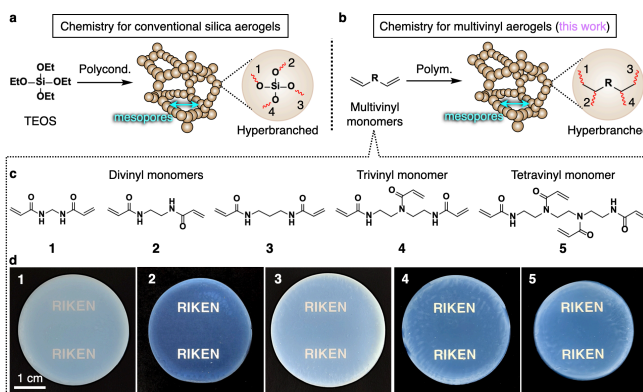 a
Chemistry for conventional silica aerogels
OEt
EtO–Si–OEt
OEt
OEt
TEOS
Polycond.
mesopores
1
2
O
O–Si–O
O
4
3
Hyperbranched
b
Chemistry for multivinyl aerogels (this work)
R
Multivinyl
monomers
Polym.
mesopores
1
3
R
2
4
Hyperbranched
c
Divinyl monomers
Trivinyl monomer
Tetravinyl monomer
O
O
N
H
N
H
1
O
H
N
N
H
O
2
O
O
N
H
N
H
3
O
O
N
O
N
H
N
H
4
O
O
N
O
N
H
N
H
N
O
5
d
1
RIKEN
RIKEN
1 cm
2
RIKEN
RIKEN
3
RIKEN
RIKEN
4
RIKEN
RIKEN
5
RIKEN
RIKEN